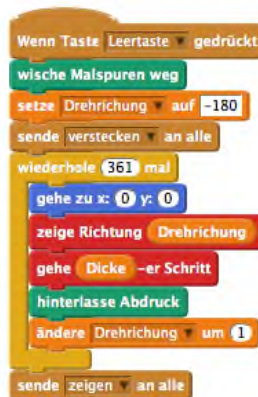 Wenn Taste Leertaste gedrückt
wische Malspuren weg
setze Drehrichung auf -180
sende verstecken an alle
wiederhole 361 mal
gehe zu x: 0 y: 0
zeige Richtung Drehrichung
gehe Dicke -er Schritt
hinterlasse Abdruck
ändere Drehrichung um 1
sende zeigen an alle